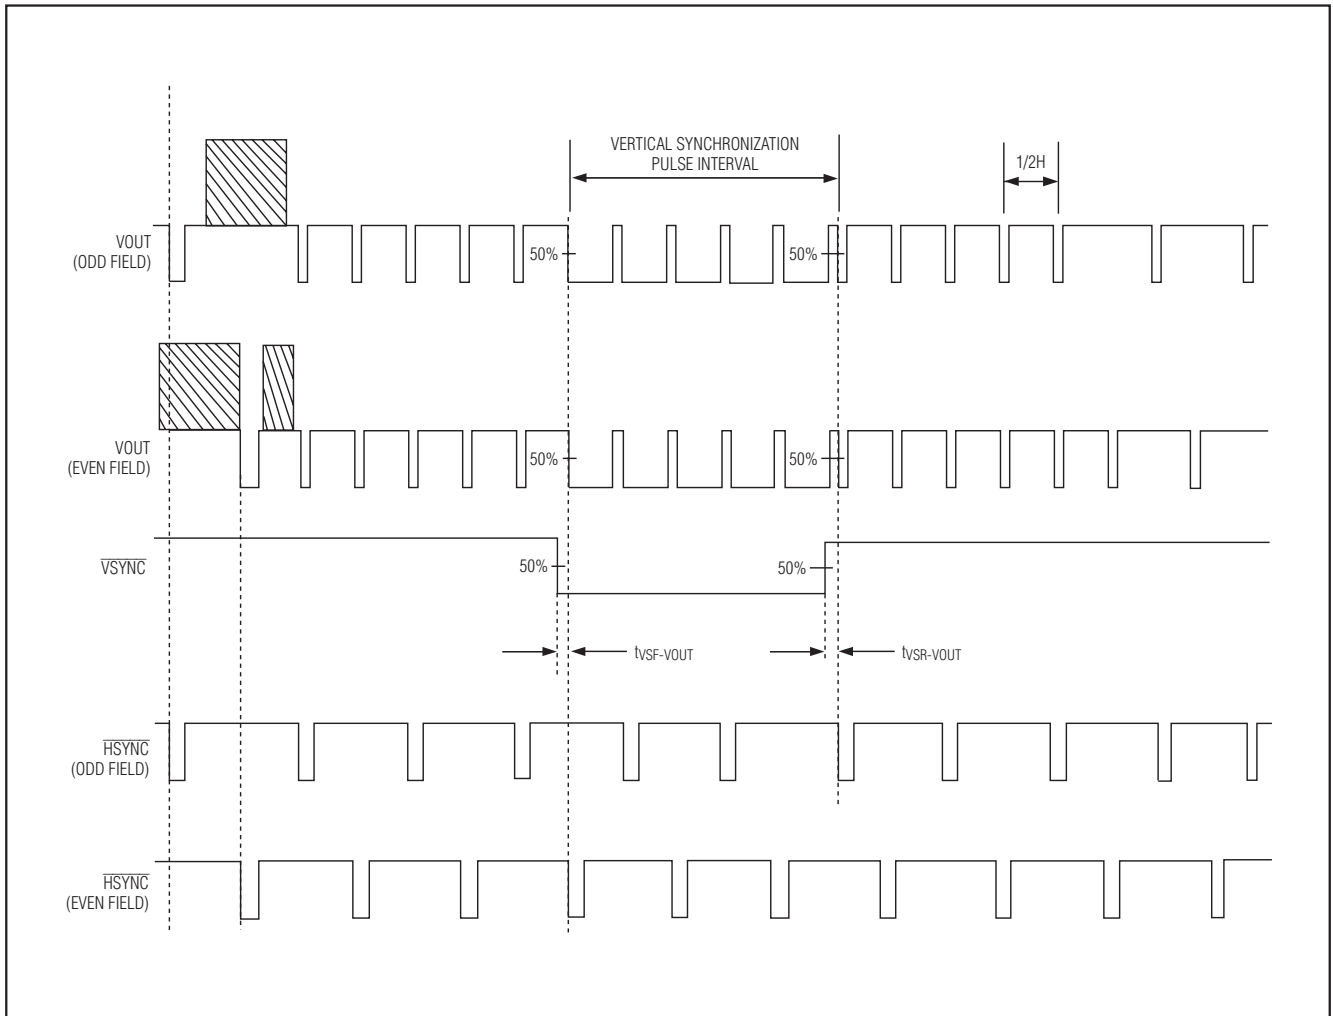 VERTICAL SYNCHRONIZATION
PULSE INTERVAL
1/2H
VOUT
(ODD FIELD)
50%
50%
VOUT
(EVEN FIELD)
50%
50%
VSYNC
50%
50%
tVSF-VOUT
tVSR-VOUT
HSYNC
(ODD FIELD)
HSYNC
(EVEN FIELD)